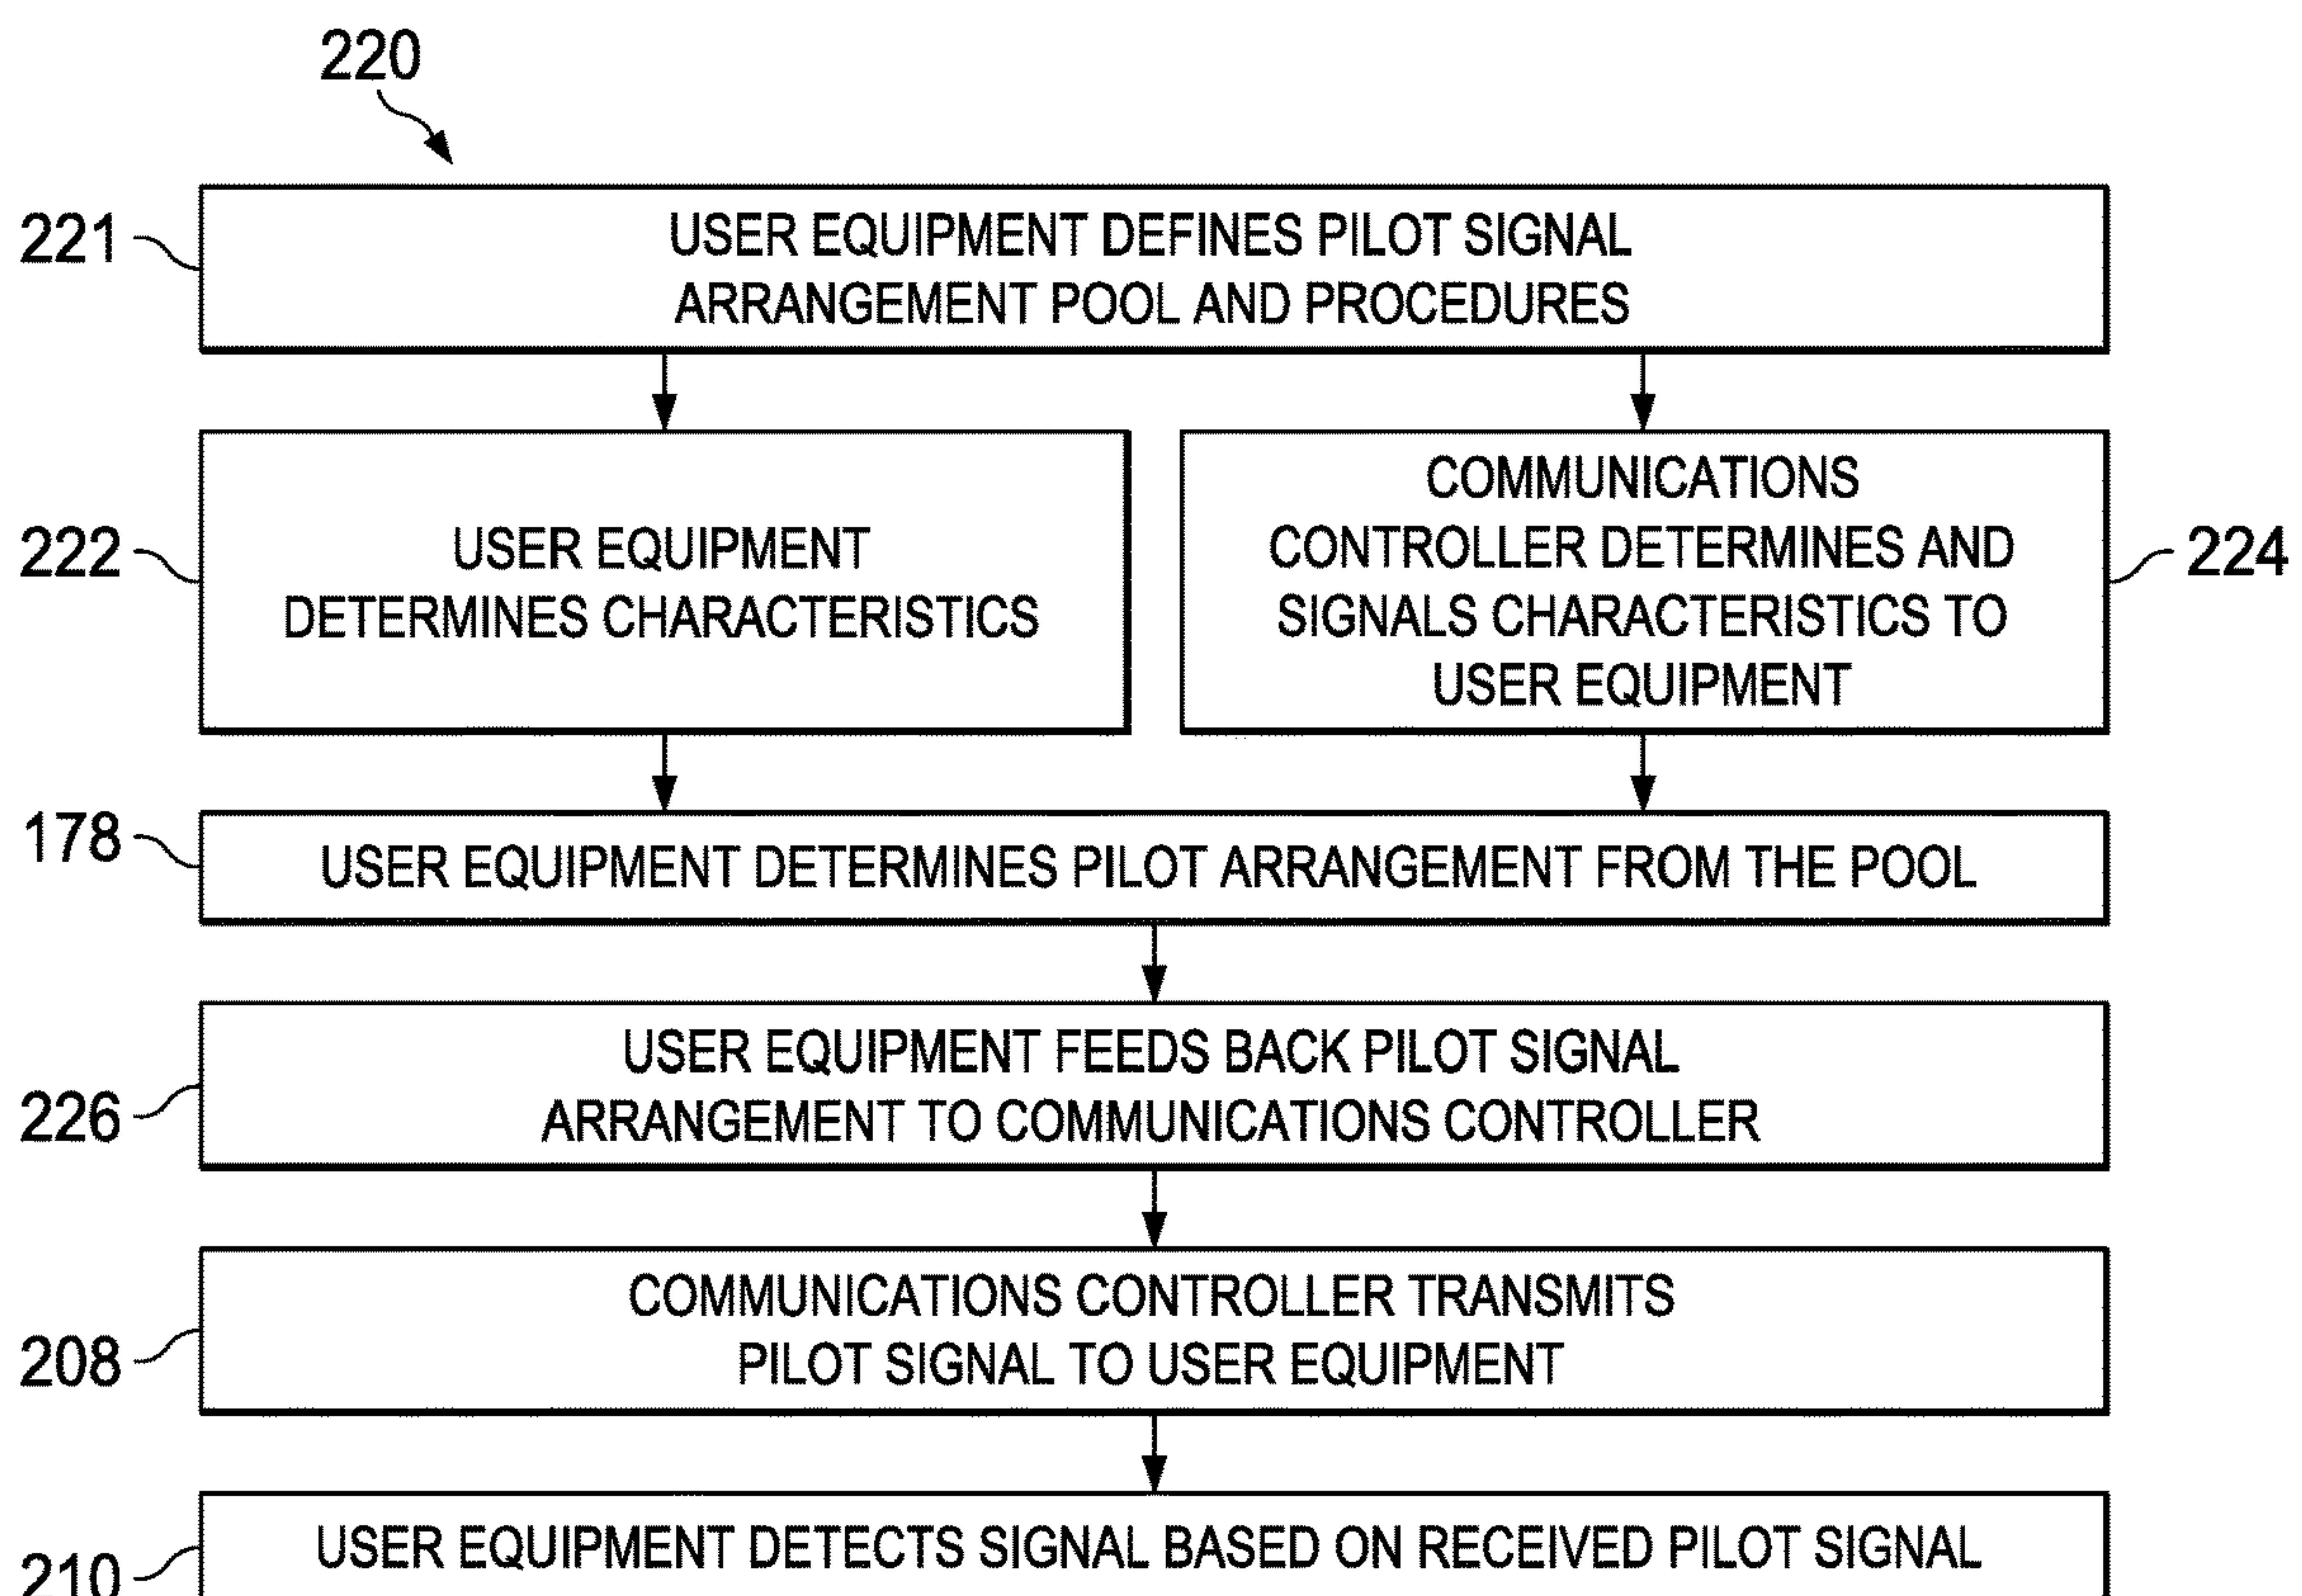 220
221
USER EQUIPMENT DEFINES PILOT SIGNAL
ARRANGEMENT POOL AND PROCEDURES
222
USER EQUIPMENT
DETERMINES CHARACTERISTICS
COMMUNICATIONS
CONTROLLER DETERMINES AND
SIGNALS CHARACTERISTICS TO
USER EQUIPMENT
224
178
USER EQUIPMENT DETERMINES PILOT ARRANGEMENT FROM THE POOL
226
USER EQUIPMENT FEEDS BACK PILOT SIGNAL
ARRANGEMENT TO COMMUNICATIONS CONTROLLER
208
COMMUNICATIONS CONTROLLER TRANSMITS
PILOT SIGNAL TO USER EQUIPMENT
210
USER EQUIPMENT DETECTS SIGNAL BASED ON RECEIVED PILOT SIGNAL